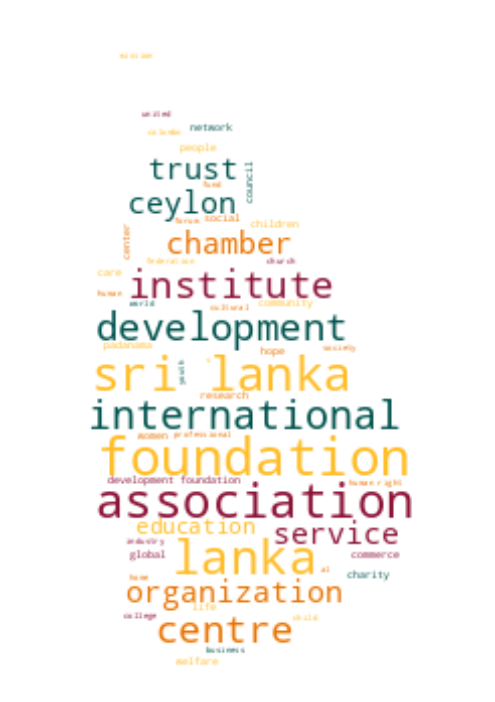 mission
united
network
colombo
people
trust
fund
council
ceylon
forum social
children
center
chamber
federation church
care
institute
human
world cultural community
development
padanama
hope society
sri lanka
youth
research
international
women professional
foundation
development foundation human right
association
education
service
industry
global lanka commerce
al
home charity
organization
life
college child
centre
business
welfare